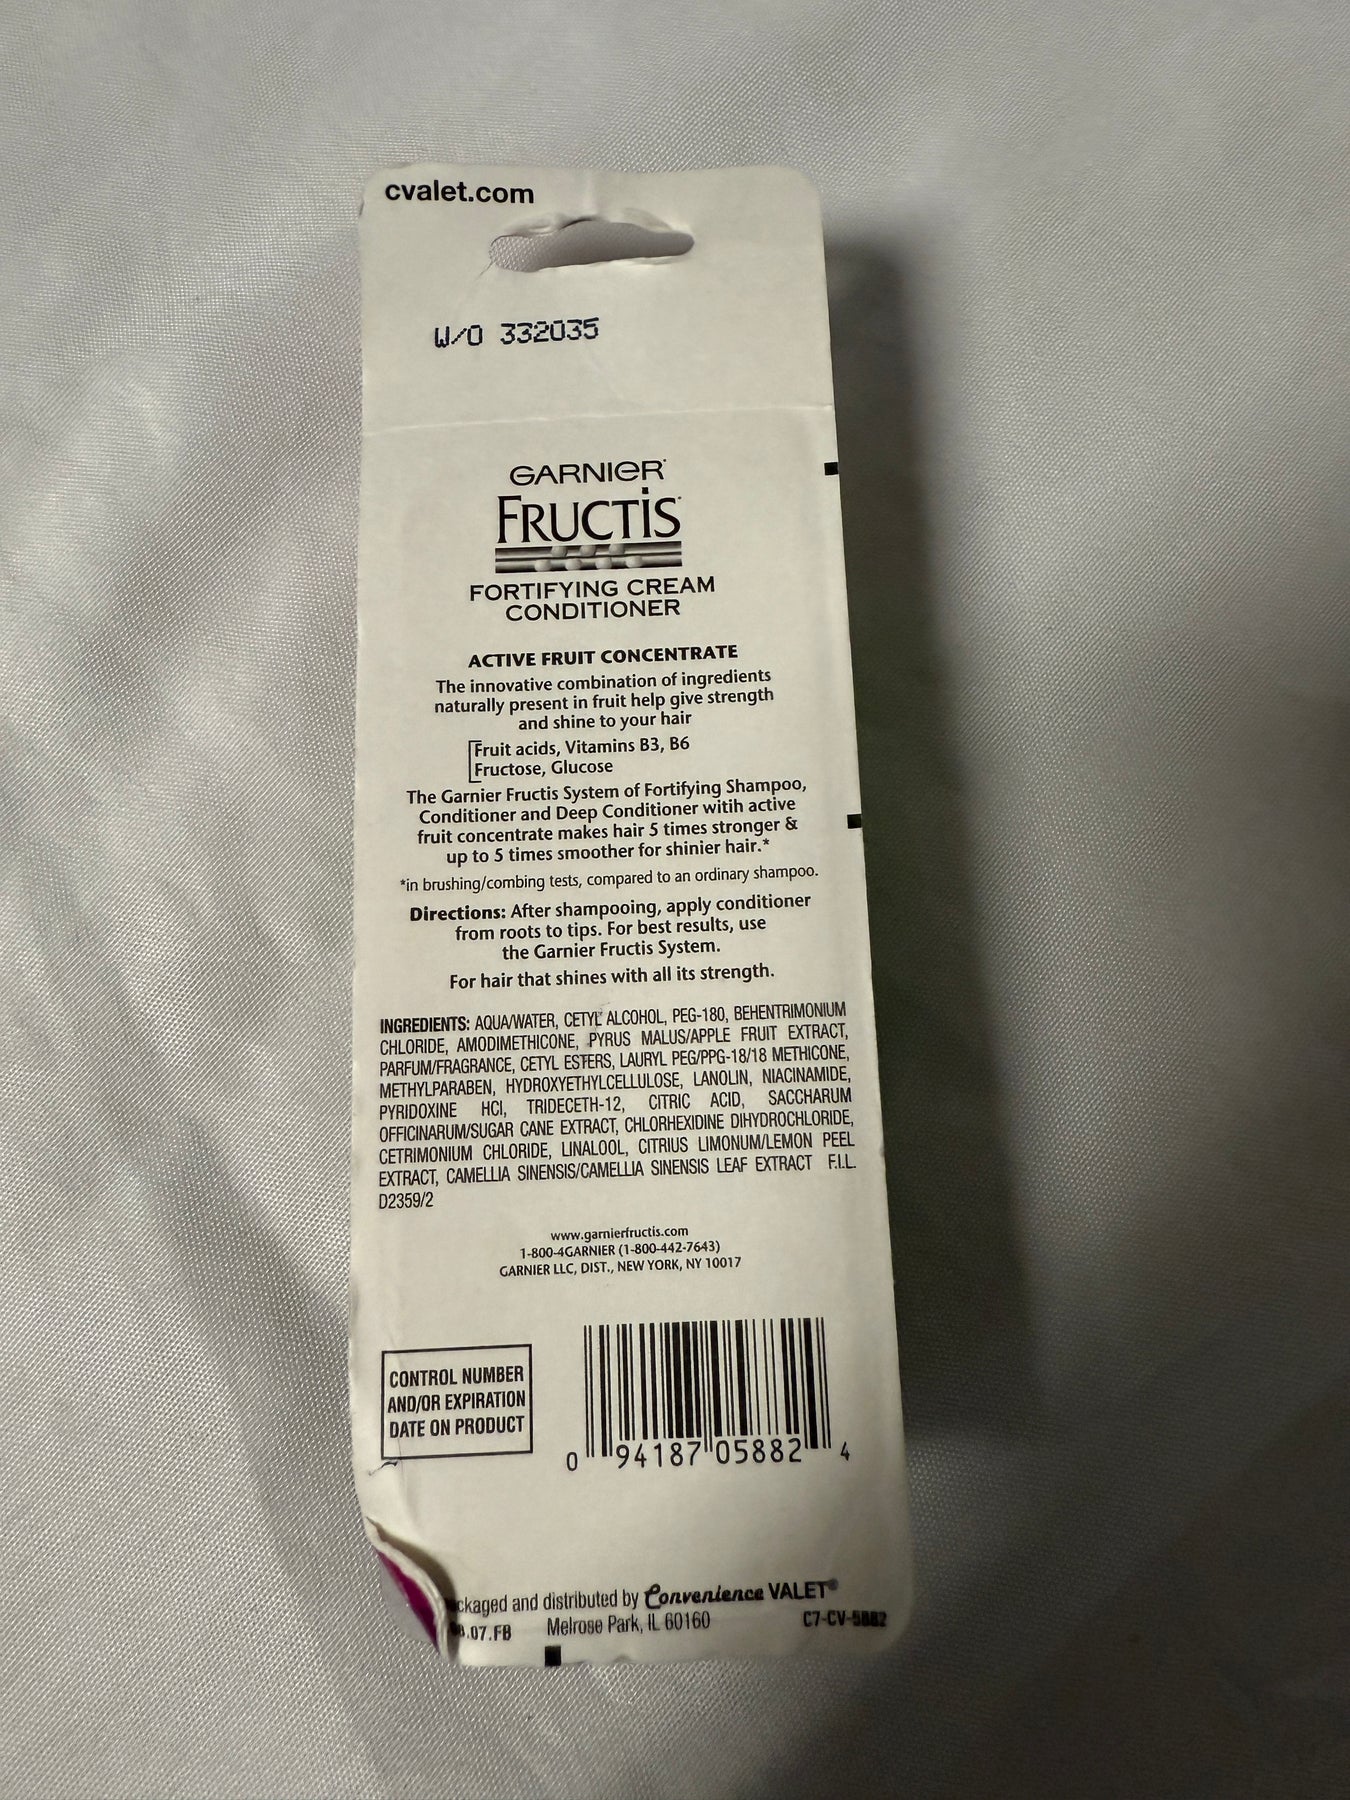 cvalet.com
W/O 332035
GARNIER
FRUCTIS
FORTIFYING CREAM
CONDITIONER
ACTIVE FRUIT CONCENTRATE
The innovative combination of ingredients
naturally present in fruit help give strength
and shine to your hair
Fruit acids, Vitamins B3, B6
Fructose, Glucose
The Garnier Fructis System of Fortifying Shampoo,
Conditioner and Deep Conditioner witih active
fruit concentrate makes hair 5 times stronger &
up to 5 times smoother for shinier hair.*
*in brushing/combing tests, compared to an ordinary shampoo.
Directions: After shampooing, apply conditioner
from roots to tips. For best results, use
the Garnier Fructis System.
For hair that shines with all its strength.
INGREDIENTS: AQUA/WATER, CETYL ALCOHOL, PEG-180, BEHENTRIMONIUM
CHLORIDE, AMODIMETHICONE, PYRUS MALUS/APPLE FRUIT EXTRACT,
PARFUM/FRAGRANCE, CETYL ESTERS, LAURYL PEG/PPG-18/18 METHICONE,
METHYLPARABEN, HYDROXYETHYLCELLULOSE, LANOLIN, NIACINAMIDE,
PYRIDOXINE HCI, TRIDECETH-12, CITRIC ACID, SACCHARUM
OFFICINARUM/SUGAR CANE EXTRACT, CHLORHEXIDINE DIHYDROCHLORIDE,
CETRIMONIUM CHLORIDE, LINALOOL, CITRIUS LIMONUM/LEMON PEEL
EXTRACT, CAMELLIA SINENSIS/CAMELLIA SINENSIS LEAF EXTRACT F.I.L.
D2359/2
www.garnierfructis.com
1-800-4GARNIER (1-800-442-7643)
GARNIER LLC, DIST., NEW YORK, NY 10017
CONTROL NUMBER
AND/OR EXPIRATION
DATE ON PRODUCT
0 94187 05882 4
ckaged and distributed by Convenience VALET®
.07.FB Melrose Park, IL 60160 C7-CV-5882